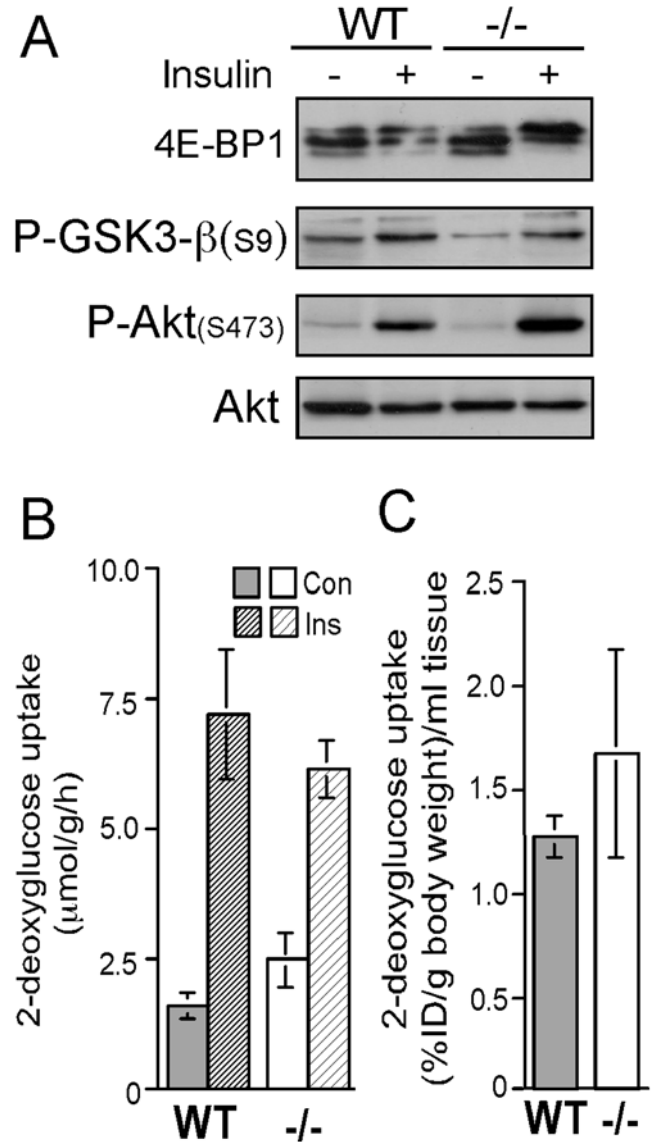 A
WT -/-
Insulin - + - +
4E-BP1
P-GSK3-β(S9)
P-Akt(S473)
Akt
B
2-deoxyglucose uptake
(μmol/g/h)
10.0
7.5
5.0
2.5
0
Con
Ins
WT -/-
C
2-deoxyglucose uptake
(%ID/g body weight)/ml tissue
2.5
2.0
1.5
1.0
0.5
0
WT -/-